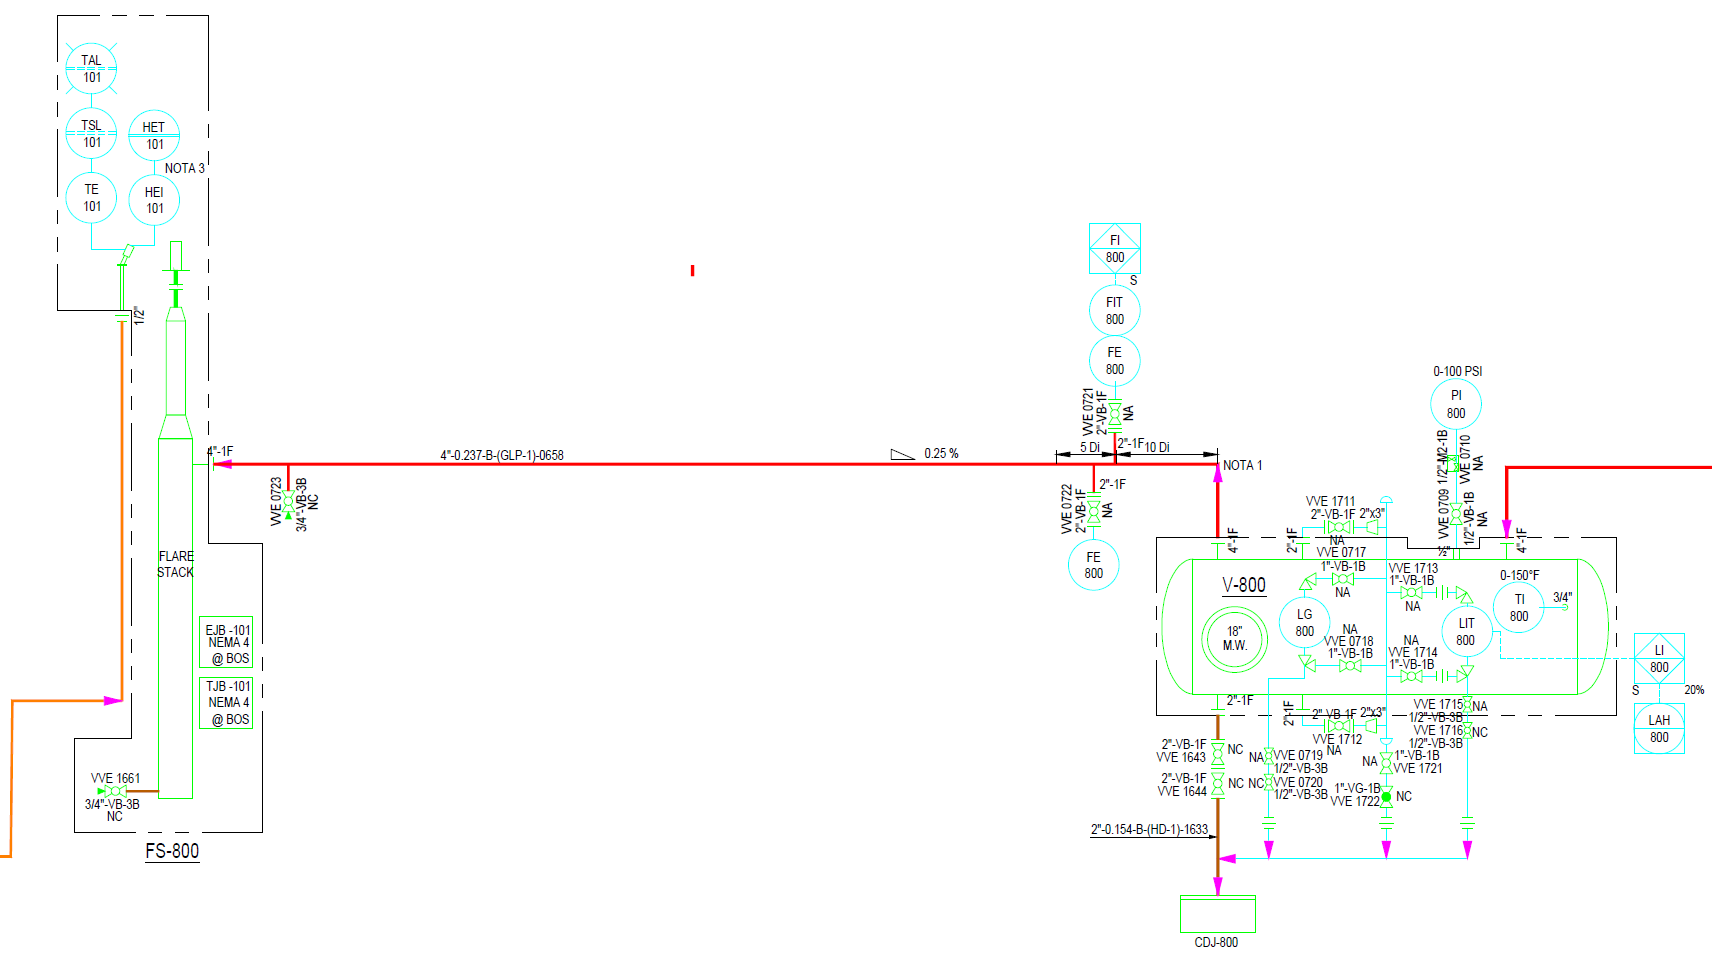 TAL
101
TSL
101
HET
101
NOTA 3
TE
101
HEI
101
1/2"
4"-1F
4"-0.237-B-(GLP-1)-0658
0.25 %
VVE 0723
3/4"-VB-3B
NC
FLARE
STACK
EJB -101
NEMA 4
@ BOS
TJB -101
NEMA 4
@ BOS
VVE 1661
3/4"-VB-3B
NC
FS-800
FI
800
S
FIT
800
FE
800
VVE 0721
2"-VB-1F
NA
5 Di
2"-1F
10 Di
NOTA 1
2"-1F
VVE 0722
2"-VB-1F
NA
FE
800
0-100 PSI
PI
800
1/2"-M2-1B
VVE 0710
NA
VVE 0709
1/2"-VB-1B
NA
½"
4"-1F
4"-1F
2"-1F
VVE 1711
2"-VB-1F
2"x3"
NA
VVE 0717
1"-VB-1B
NA
VVE 1713
1"-VB-1B
NA
V-800
18"
M.W.
LG
800
NA
VVE 0718
1"-VB-1B
NA
VVE 1714
1"-VB-1B
LIT
800
0-150°F
TI
800
3/4"
LI
800
S
20%
LAH
800
2"-1F
2"-1F
2"-VB-1F
2"x3"
VVE 1712
NA
VVE 1715
1/2"-VB-3B
NA
VVE 1716
1/2"-VB-3B
NC
2"-VB-1F
VVE 1643
NC
2"-VB-1F
VVE 1644
NC
NA
VVE 0719
1/2"-VB-3B
NC
VVE 0720
1/2"-VB-3B
NA
1"-VB-1B
VVE 1721
1"-VG-1B
VVE 1722
NC
2"-0.154-B-(HD-1)-1633
CDJ-800